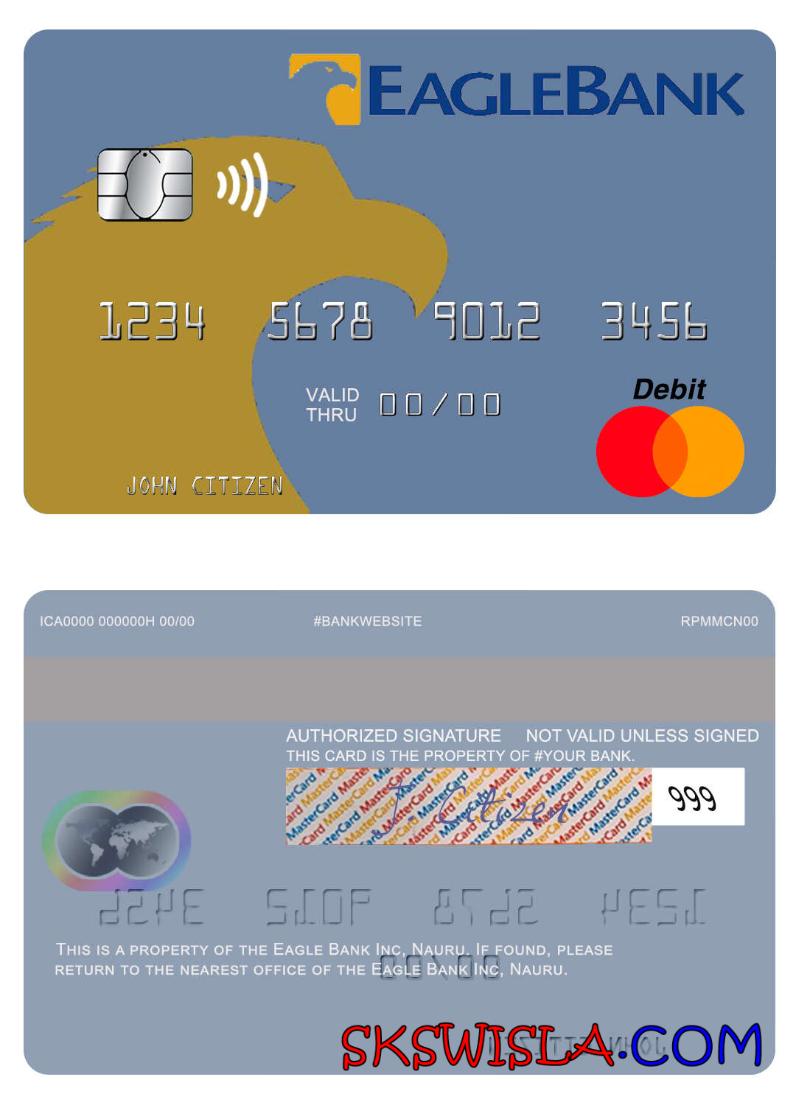 EAGLEBANK
1234 5678 9012 3456
Debit
VALID
THRU 00/00
JOHN CITIZEN
ICA0000 000000H 00/00 #BANKWEBSITE RPMMCN00
AUTHORIZED SIGNATURE NOT VALID UNLESS SIGNED
THIS CARD IS THE PROPERTY OF #YOUR BANK.
J. Citizen
999
THIS IS A PROPERTY OF THE EAGLE BANK INC, NAURU. IF FOUND, PLEASE
RETURN TO THE NEAREST OFFICE OF THE EAGLE BANK INC, NAURU.
SKSWISLA.COM